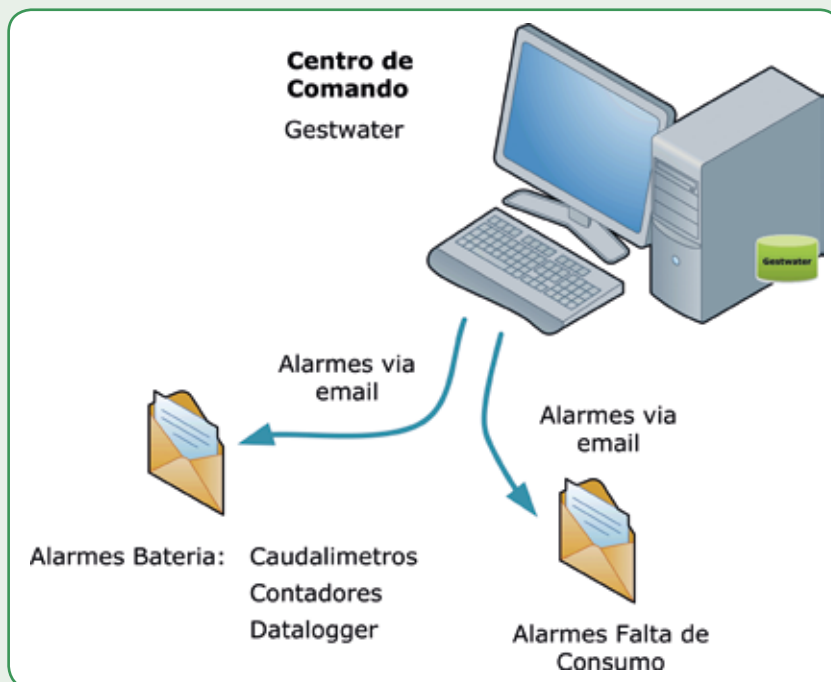 Centro de
Comando
Gestwater
Gestwater
Alarmes via
email
Alarmes via
email
Alarmes Bateria: Caudalimetros
Contadores
Datalogger
Alarmes Falta de
Consumo